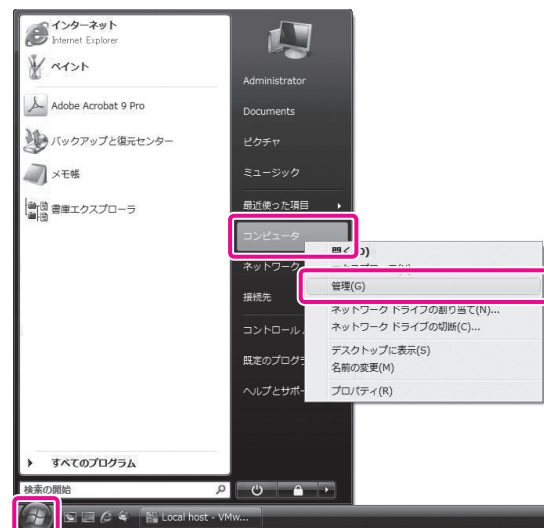 インターネット
Internet Explorer
ペイント
Adobe Acrobat 9 Pro
バックアップと復元センター
メモ帳
書庫エクスプローラ
すべてのプログラム
検索の開始
Administrator
Documents
ピクチャ
ミュージック
最近使った項目
コンピュータ
ネットワーク
接続先
コントロール
既定のプログ
ヘルプとサポー
管理(G)
ネットワーク ドライブの割り当て(N)...
ネットワーク ドライブの切断(C)...
デスクトップに表示(S)
名前の変更(M)
プロパティ(R)
Local host - VMw...